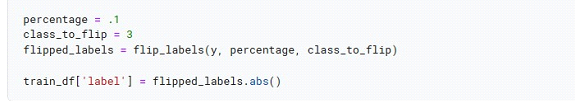 percentage = .1
class_to_flip = 3
flipped_labels = flip_labels(y, percentage, class_to_flip)
train_df['label'] = flipped_labels.abs()